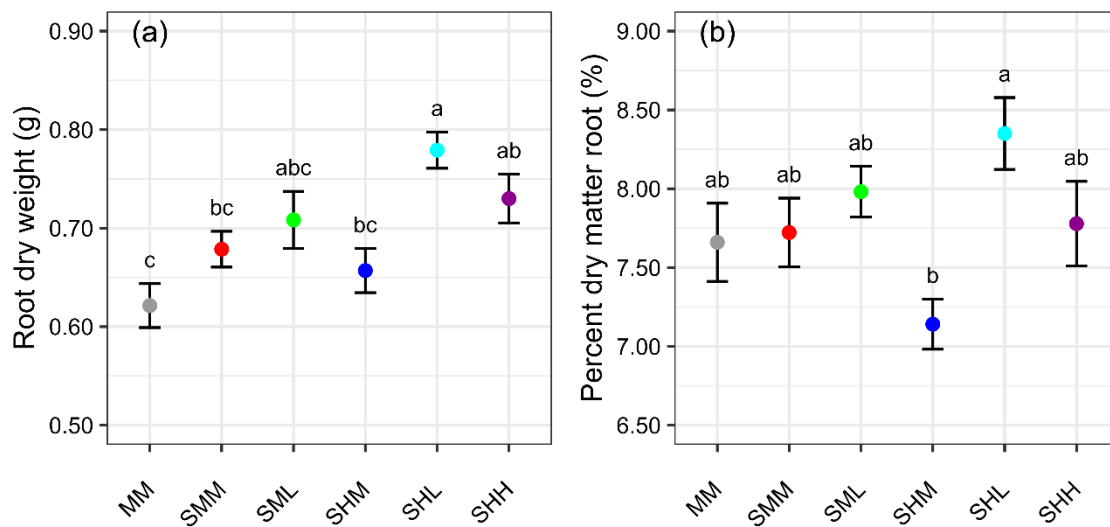 (a)
Root dry weight (g)
0.90
0.80
0.70
0.60
0.50
c
bc
abc
bc
a
ab
MM
SMM
SML
SHM
SHL
SHH
(b)
Percent dry matter root (%)
9.00
8.50
8.00
7.50
7.00
6.50
ab
ab
ab
b
a
ab
MM
SMM
SML
SHM
SHL
SHH